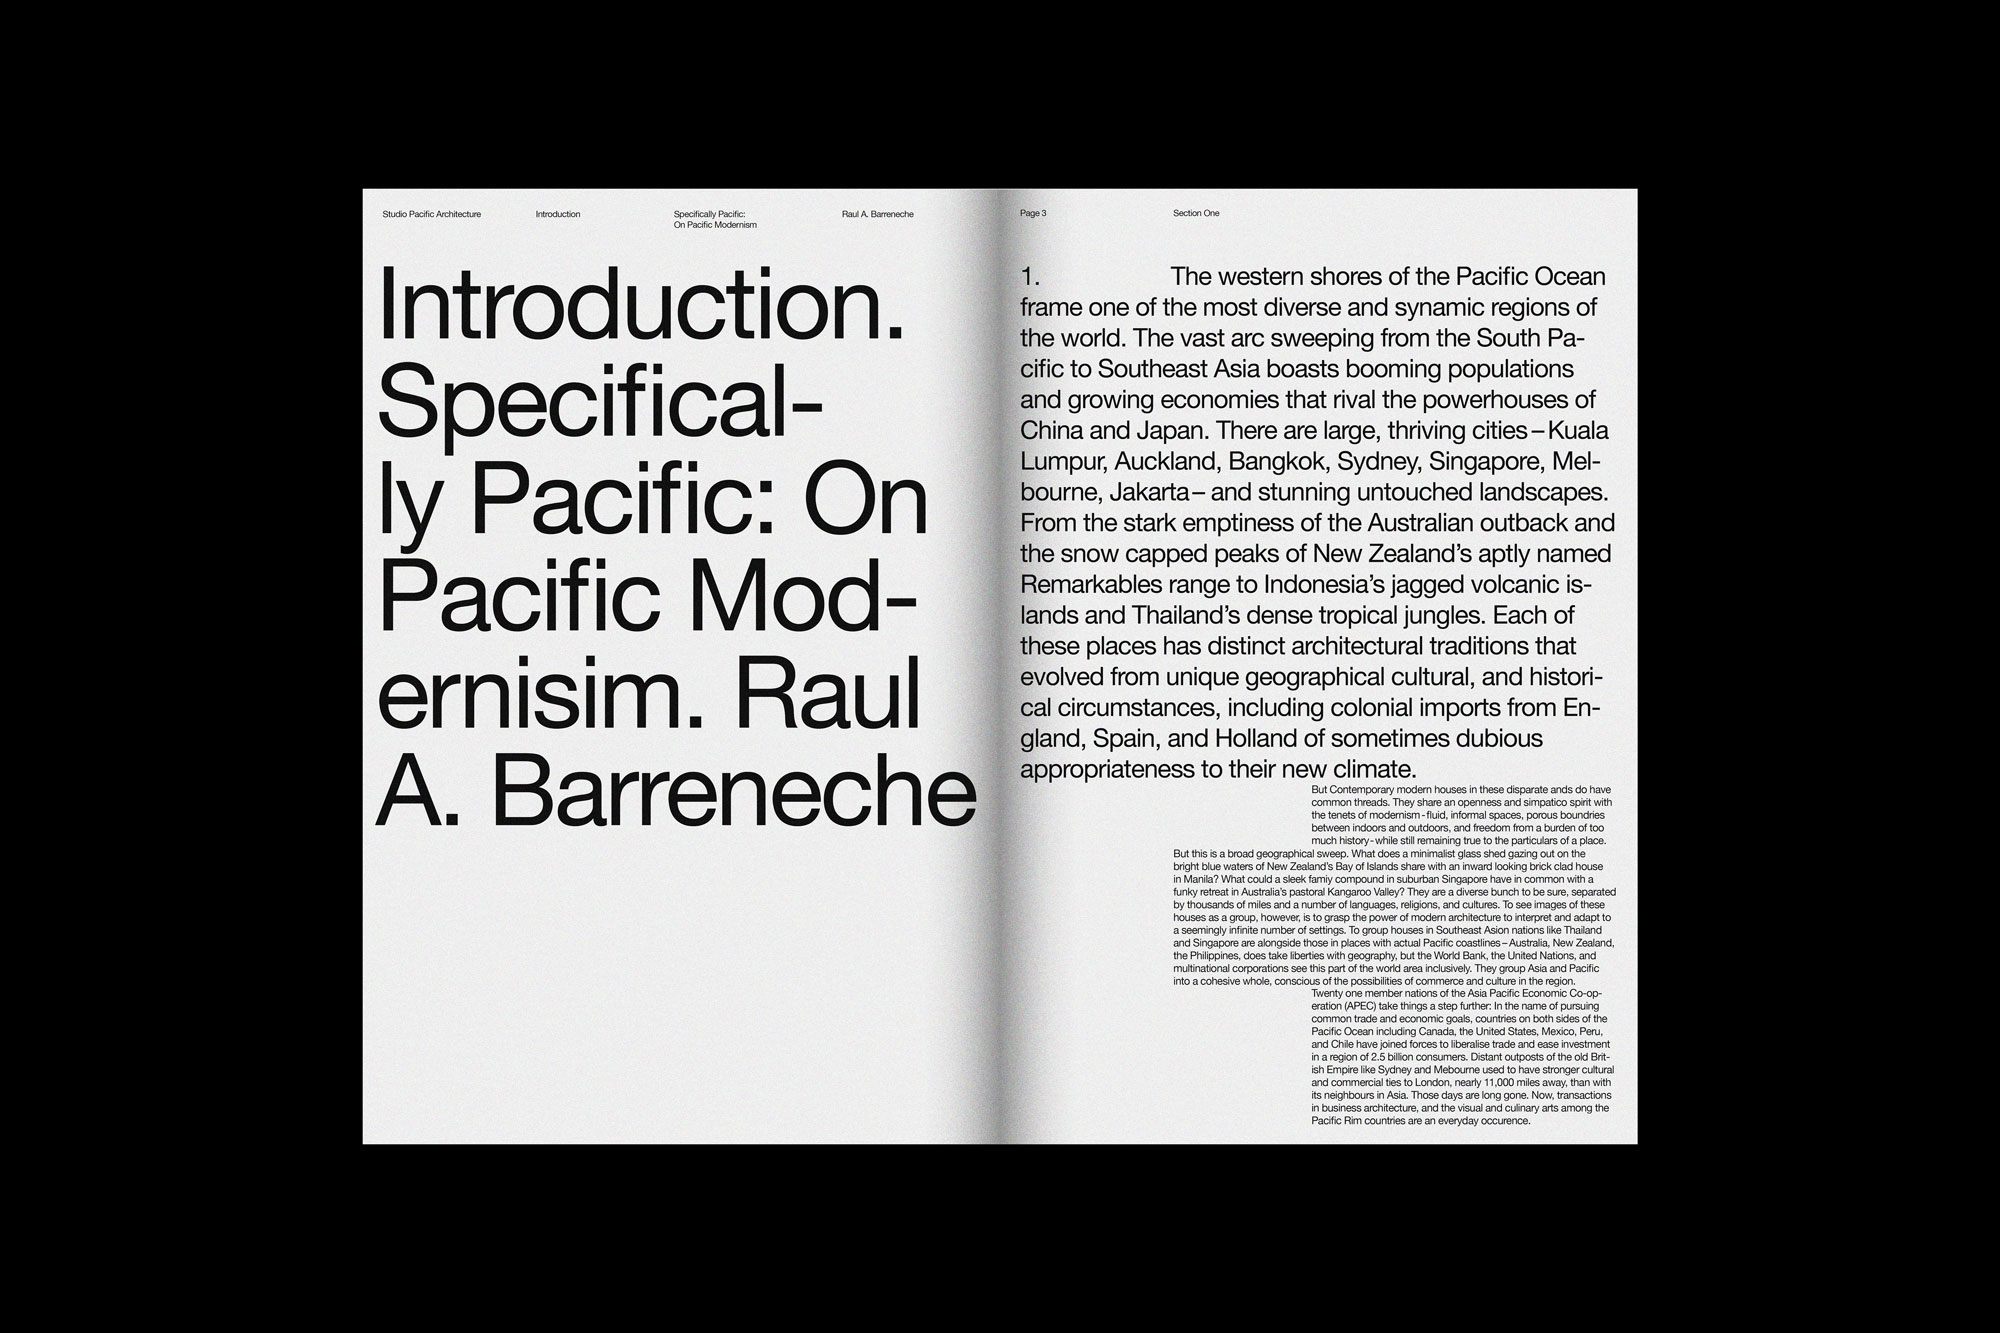 Studio Pacific Architecture
Introduction
Specifically Pacific:
On Pacific Modernism
Raul A. Barreneche
Introduction.
Specifical-
ly Pacific: On
Pacific Mod-
ernisim. Raul
A. Barreneche
Page 3
Section One
1. The western shores of the Pacific Ocean
frame one of the most diverse and synamic regions of
the world. The vast arc sweeping from the South Pa-
cific to Southeast Asia boasts booming populations
and growing economies that rival the powerhouses of
China and Japan. There are large, thriving cities – Kuala
Lumpur, Auckland, Bangkok, Sydney, Singapore, Mel-
bourne, Jakarta – and stunning untouched landscapes.
From the stark emptiness of the Australian outback and
the snow capped peaks of New Zealand’s aptly named
Remarkables range to Indonesia’s jagged volcanic is-
lands and Thailand’s dense tropical jungles. Each of
these places has distinct architectural traditions that
evolved from unique geographical cultural, and histori-
cal circumstances, including colonial imports from En-
gland, Spain, and Holland of sometimes dubious
appropriateness to their new climate.
But Contemporary modern houses in these disparate ands do have
common threads. They share an openness and simpatico spirit with
the tenets of modernism - fluid, informal spaces, porous boundries
between indoors and outdoors, and freedom from a burden of too
much history - while still remaining true to the particulars of a place.
But this is a broad geographical sweep. What does a minimalist glass shed gazing out on the
bright blue waters of New Zealand’s Bay of Islands share with an inward looking brick clad house
in Manila? What could a sleek famiy compound in suburban Singapore have in common with a
funky retreat in Australia’s pastoral Kangaroo Valley? They are a diverse bunch to be sure, separated
by thousands of miles and a number of languages, religions, and cultures. To see images of these
houses as a group, however, is to grasp the power of modern architecture to interpret and adapt to
a seemingly infinite number of settings. To group houses in Southeast Asion nations like Thailand
and Singapore are alongside those in places with actual Pacific coastlines – Australia, New Zealand,
the Philippines, does take liberties with geography, but the World Bank, the United Nations, and
multinational corporations see this part of the world area inclusively. They group Asia and Pacific
into a cohesive whole, conscious of the possibilities of commerce and culture in the region.
Twenty one member nations of the Asia Pacific Economic Co-op-
eration (APEC) take things a step further: In the name of pursuing
common trade and economic goals, countries on both sides of the
Pacific Ocean including Canada, the United States, Mexico, Peru,
and Chile have joined forces to liberalise trade and ease investment
in a region of 2.5 billion consumers. Distant outposts of the old Brit-
ish Empire like Sydney and Mebourne used to have stronger cultural
and commercial ties to London, nearly 11,000 miles away, than with
its neighbours in Asia. Those days are long gone. Now, transactions
in business architecture, and the visual and culinary arts among the
Pacific Rim countries are an everyday occurence.